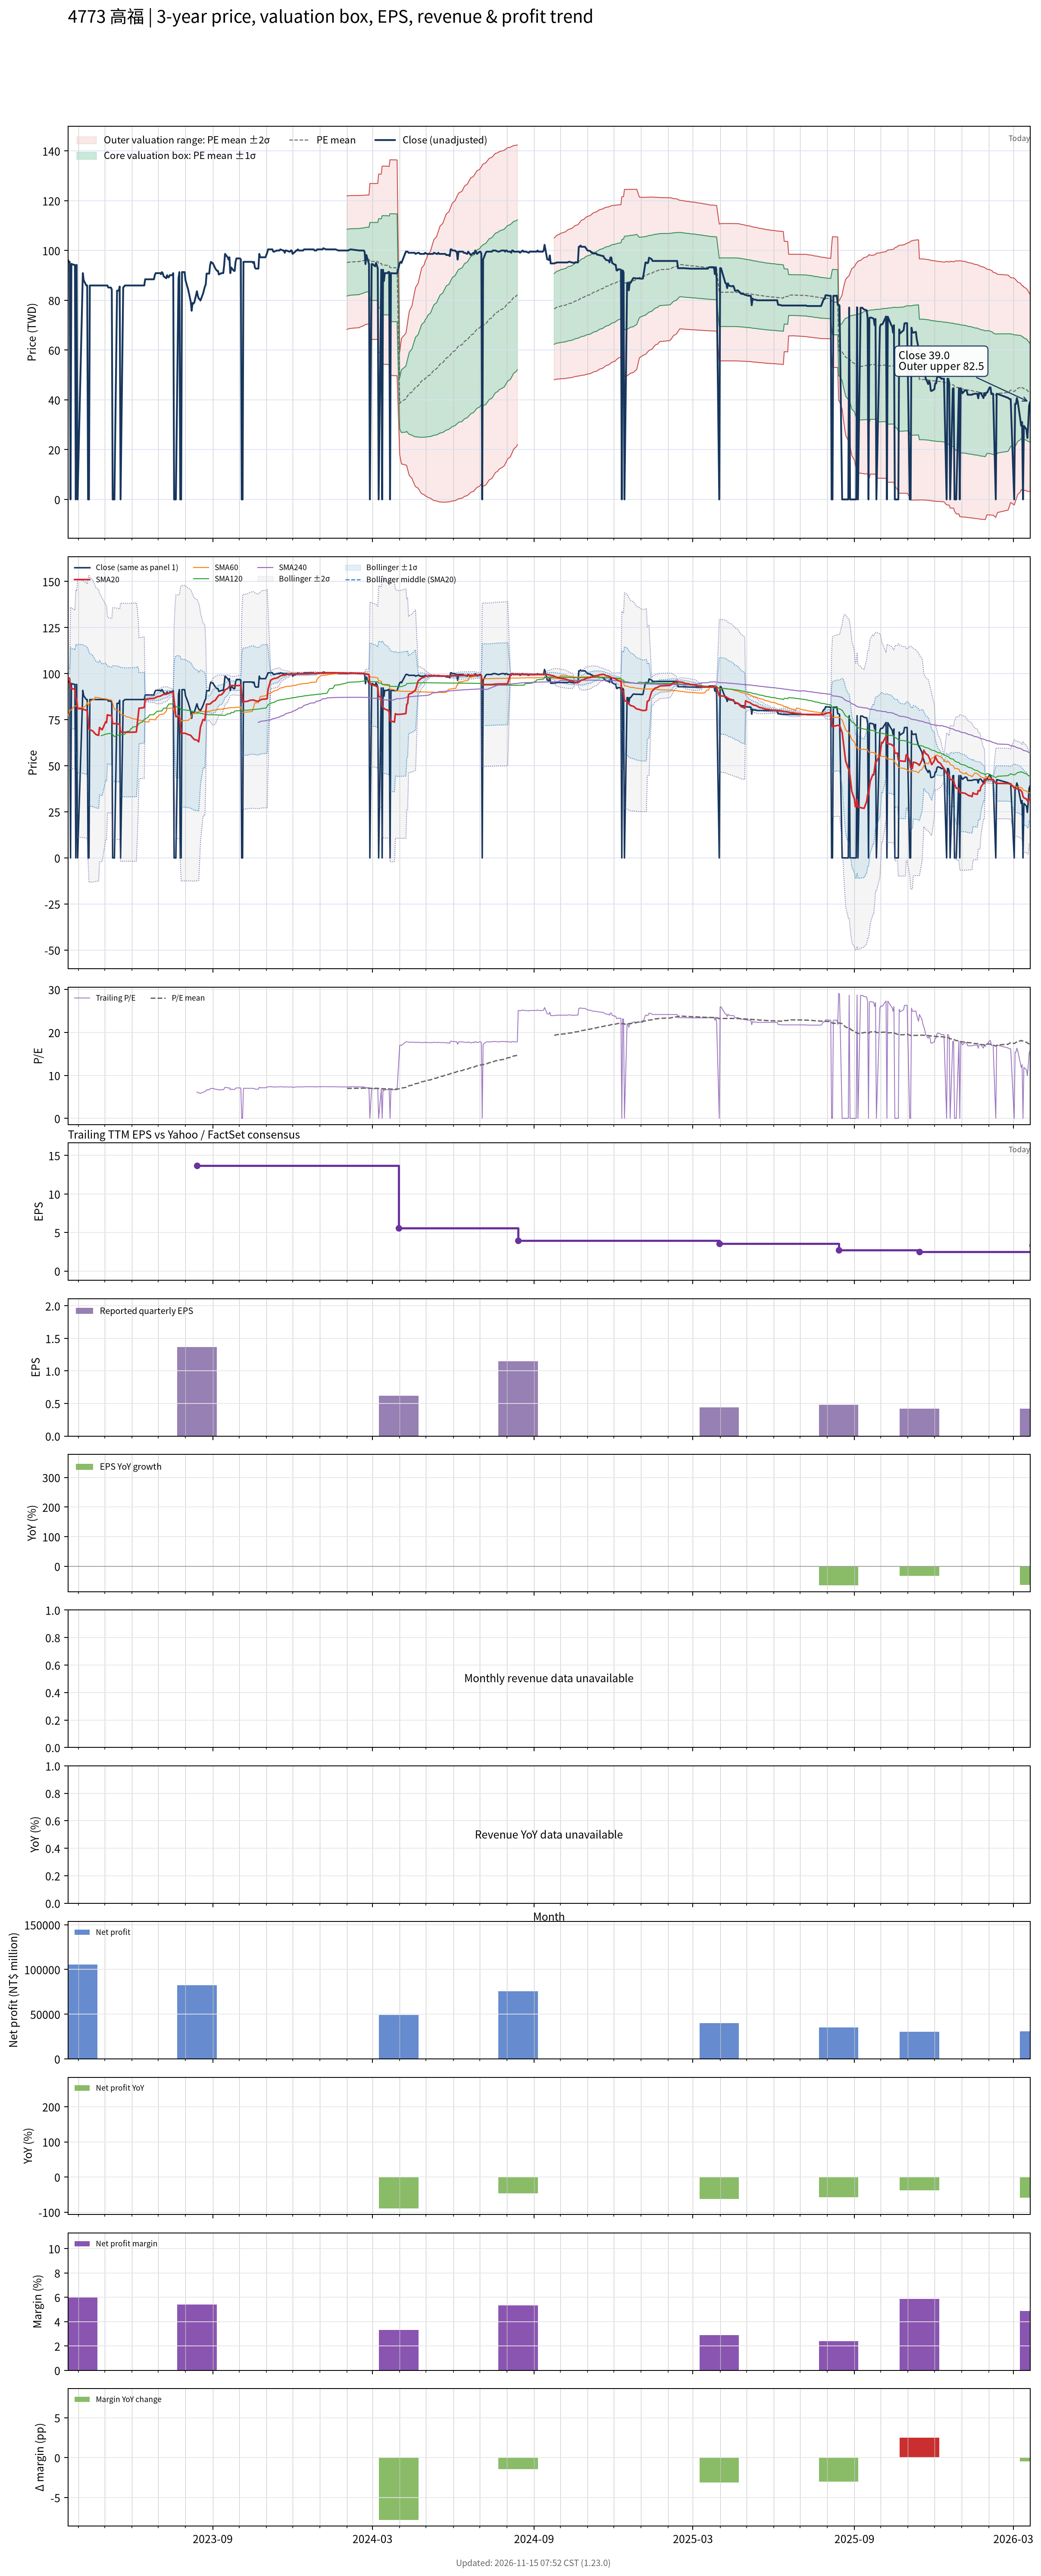 4773 高福 | 3-year price, valuation box, EPS, revenue & profit trend
Outer valuation range: PE mean ±2σ
PE mean
Close (unadjusted)
Core valuation box: PE mean ±1σ
Today
Price (TWD)
140
120
100
80
60
40
20
0
Close 39.0
Outer upper 82.5
Close (same as panel 1)
SMA20
SMA60
SMA120
SMA240
Bollinger ±2σ
Bollinger ±1σ
Bollinger middle (SMA20)
Price
150
125
100
75
50
25
0
-25
-50
Trailing P/E
P/E mean
P/E
30
20
10
0
Trailing TTM EPS vs Yahoo / FactSet consensus
Today
EPS
15
10
5
0
Reported quarterly EPS
EPS
2.0
1.5
1.0
0.5
0.0
EPS YoY growth
YoY (%)
300
200
100
0
1.0
0.8
0.6
0.4
0.2
0.0
Monthly revenue data unavailable
YoY (%)
1.0
0.8
0.6
0.4
0.2
0.0
Revenue YoY data unavailable
Month
Net profit
Net profit (NT$ million)
150000
100000
50000
0
Net profit YoY
YoY (%)
200
100
0
-100
Net profit margin
Margin (%)
10
8
6
4
2
0
Margin YoY change
Δ margin (pp)
5
0
-5
2023-09
2024-03
2024-09
2025-03
2025-09
2026-03
Updated: 2026-11-15 07:52 CST (1.23.0)